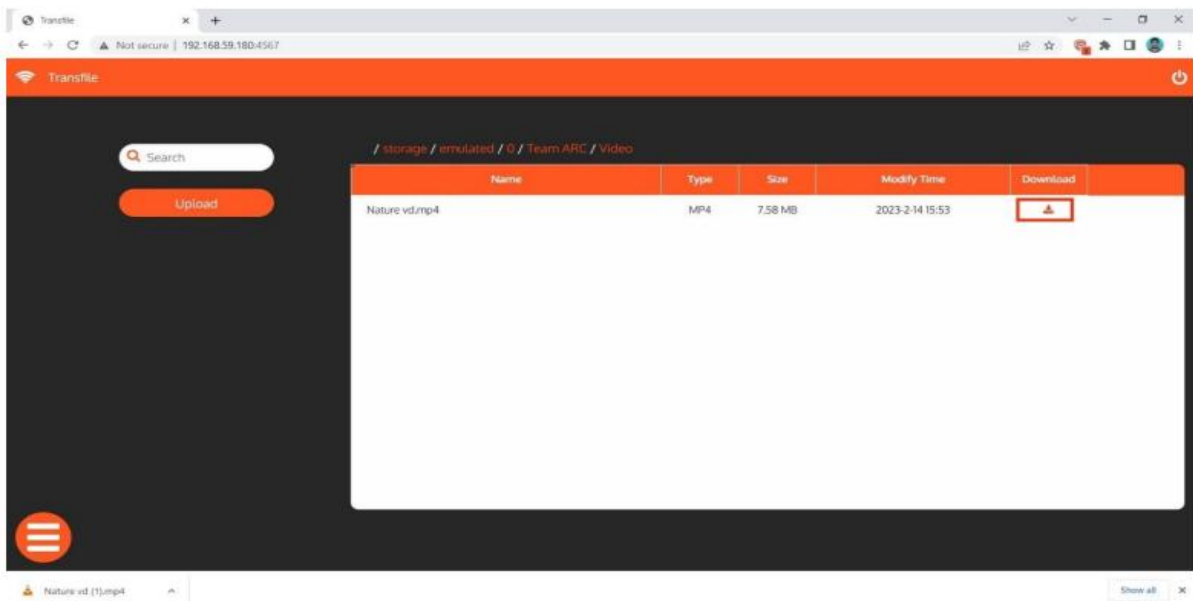 Transfile
Not secure | 192.168.59.180:4567
Transfile
Search
Upload
/ storage / emulated / 0 / Team ARC / Video
Name Type Size Modify Time Download
Nature vd.mp4 MP4 7.58 MB 2023-2-14 15:53
Nature vd (1).mp4
Show all